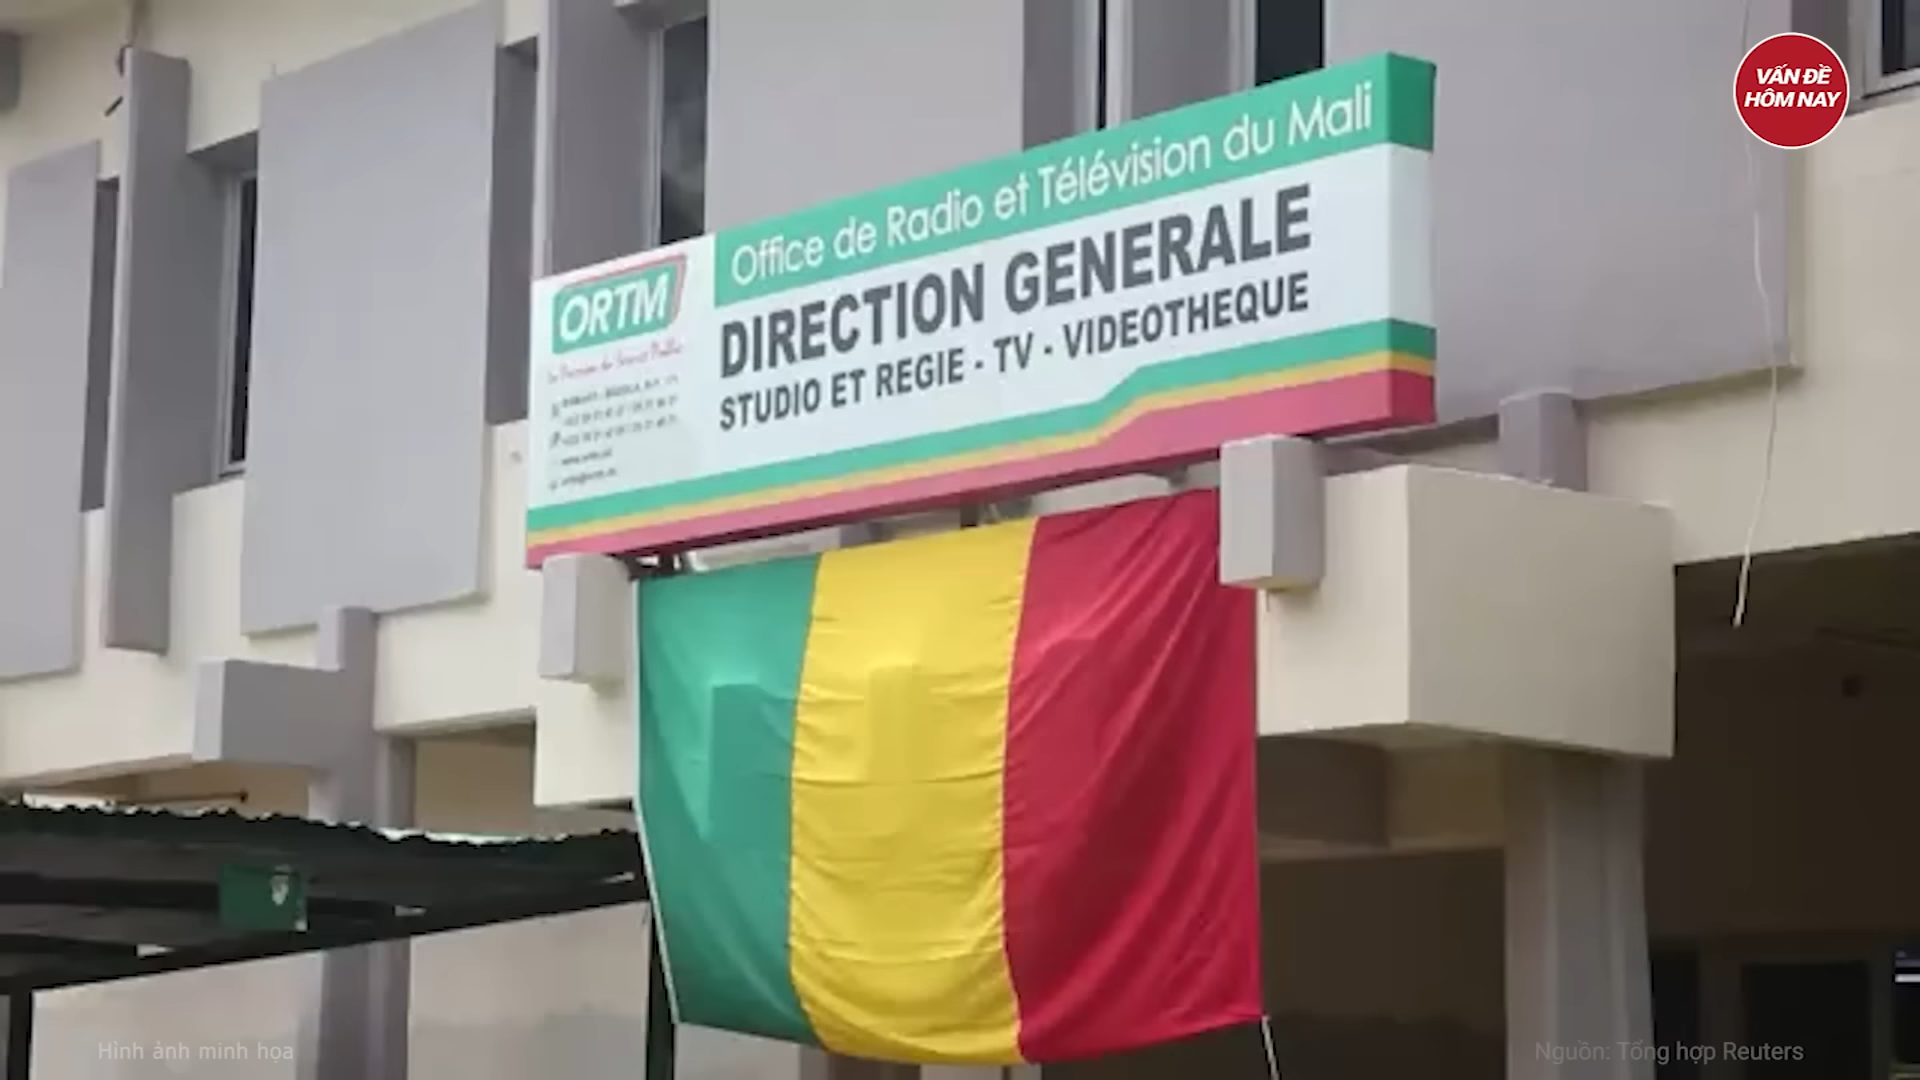 VẤN ĐỀ
HÔM NAY
Office de Radio et Télévision du Mali
ORTM
DIRECTION GENERALE
STUDIO ET REGIE - TV - VIDEOTHEQUE
Hình ảnh minh họa
Nguồn: Tổng hợp Reuters